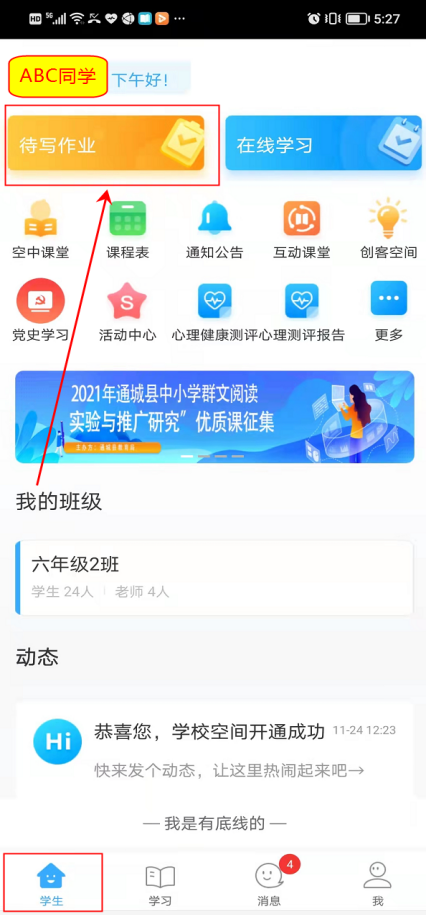 HD 5G 5:27
ABC同学 下午好!
待写作业 在线学习
空中课堂 课程表 通知公告 互动课堂 创客空间
党史学习 活动中心 心理健康测评 心理测评报告 更多
2021年通城县中小学群文阅读
实验与推广研究”优质课征集
我的班级
六年级2班
学生 24人 老师 4人
动态
Hi 恭喜您，学校空间开通成功 11-24 12:23
快来发个动态，让这里热闹起来吧→
— 我是有底线的 —
4
学生 学习 消息 我